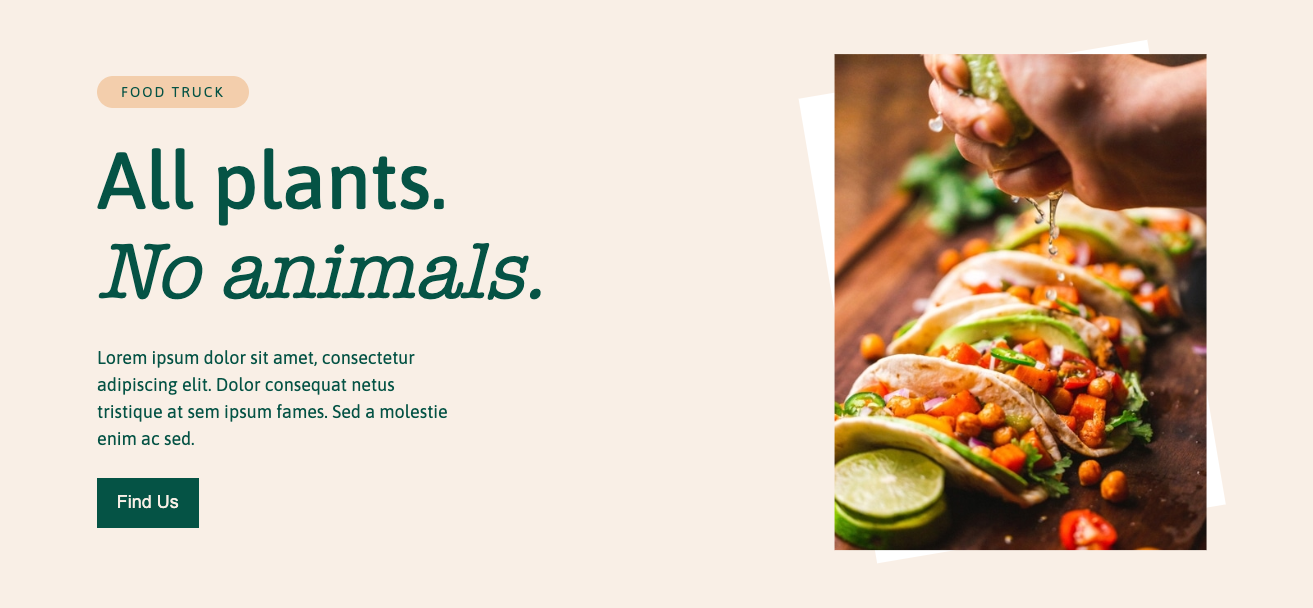 FOOD TRUCK
All plants.
No animals.
Lorem ipsum dolor sit amet, consectetur
adipiscing elit. Dolor consequat netus
tristique at sem ipsum fames. Sed a molestie
enim ac sed.
Find Us